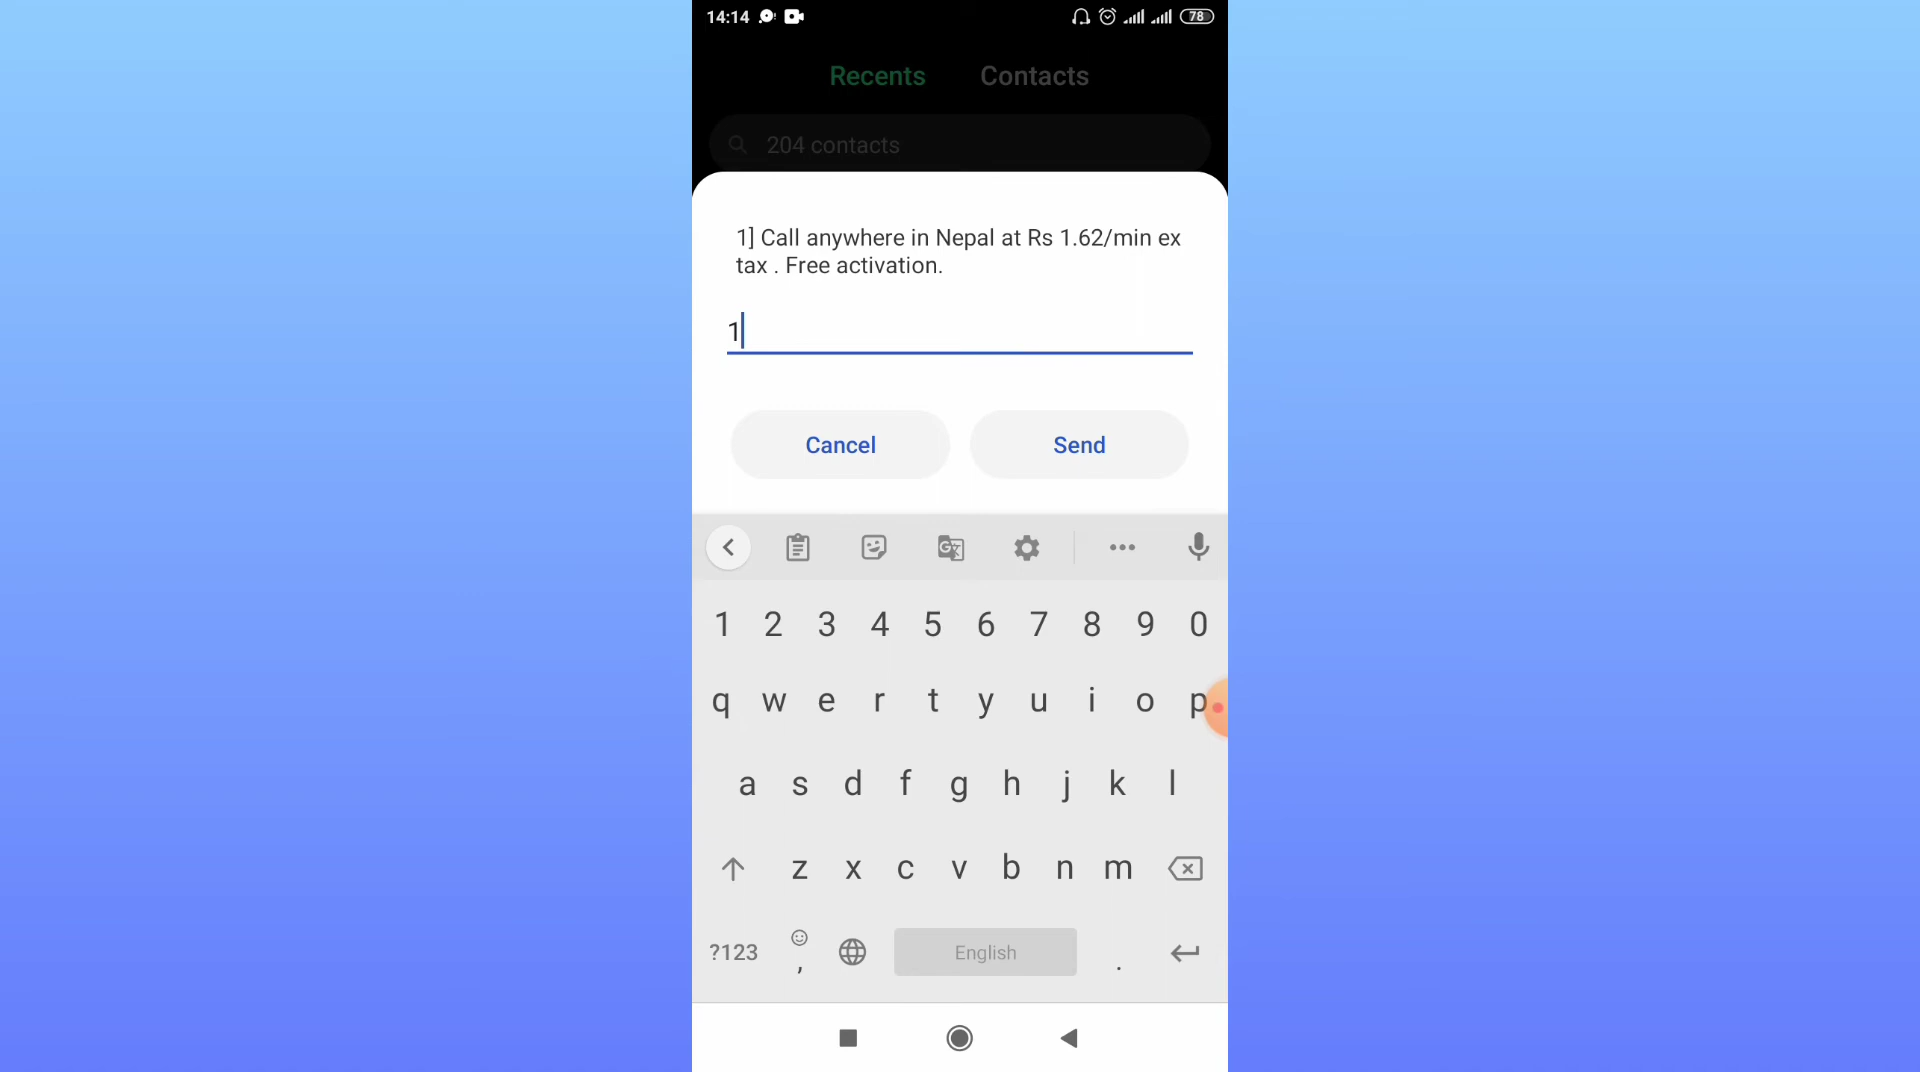 14:14 78
Recents Contacts
204 contacts
1] Call anywhere in Nepal at Rs 1.62/min ex
tax . Free activation.
1
Cancel Send
1 2 3 4 5 6 7 8 9 0
q w e r t y u i o p
a s d f g h j k l
z x c v b n m
?123 , English .